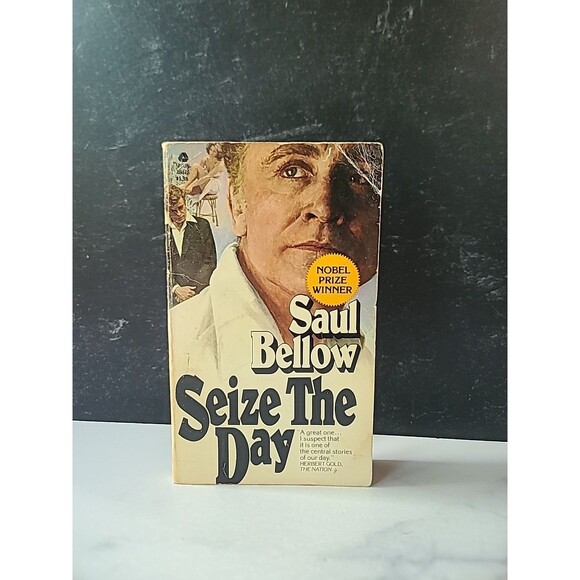 NOBEL
PRIZE
WINNER
Saul
Bellow
Seize The
Day
"A great one...
I suspect that
it is one of
the central stories
of our day."
HERBERT GOLD,
THE NATION